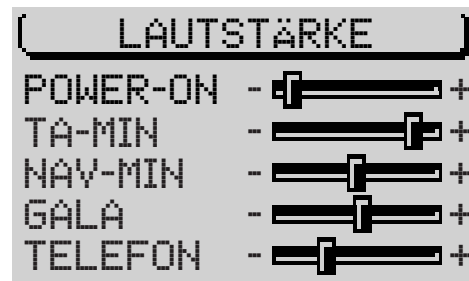 LAUTSTÄRKE
POWER-ON - +
TA-MIN - +
NAV-MIN - +
GALA - +
TELEFON - +